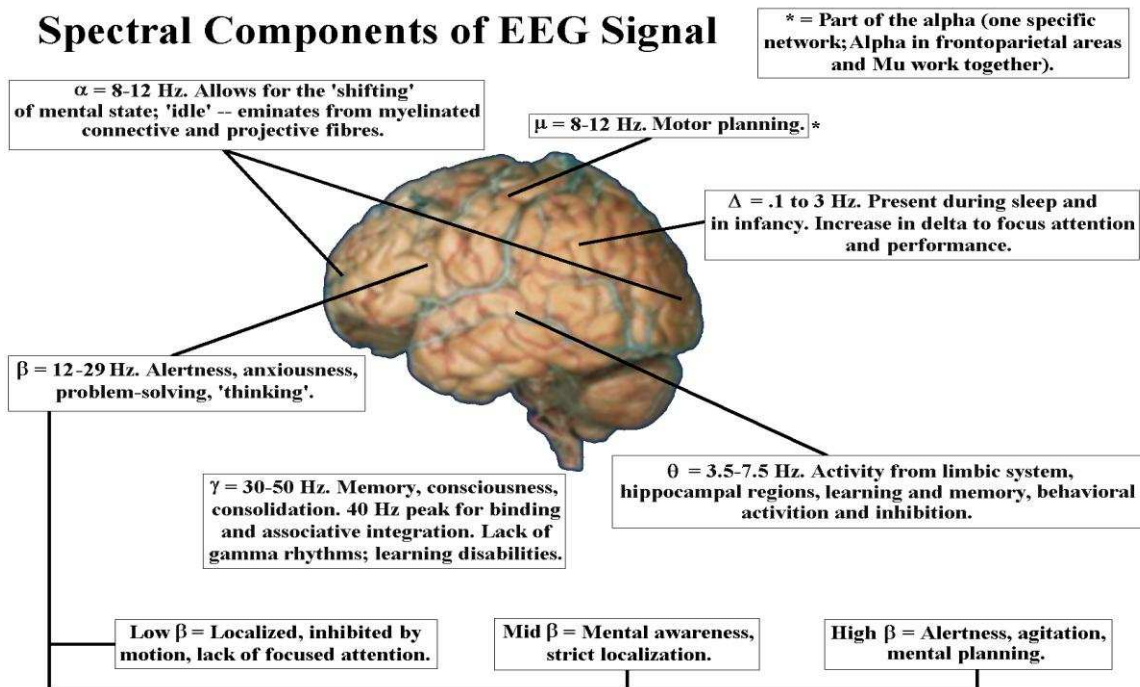 Spectral Components of EEG Signal
* = Part of the alpha (one specific
network; Alpha in frontoparietal areas
and Mu work together).
α = 8-12 Hz. Allows for the 'shifting'
of mental state; 'idle' -- eminates from myelinated
connective and projective fibres.
μ = 8-12 Hz. Motor planning. *
Δ = .1 to 3 Hz. Present during sleep and
in infancy. Increase in delta to focus attention
and performance.
β = 12-29 Hz. Alertness, anxiousness,
problem-solving, 'thinking'.
θ = 3.5-7.5 Hz. Activity from limbic system,
hippocampal regions, learning and memory, behavioral
activition and inhibition.
γ = 30-50 Hz. Memory, consciousness,
consolidation. 40 Hz peak for binding
and associative integration. Lack of
gamma rhythms; learning disabilities.
Low β = Localized, inhibited by
motion, lack of focused attention.
Mid β = Mental awareness,
strict localization.
High β = Alertness, agitation,
mental planning.